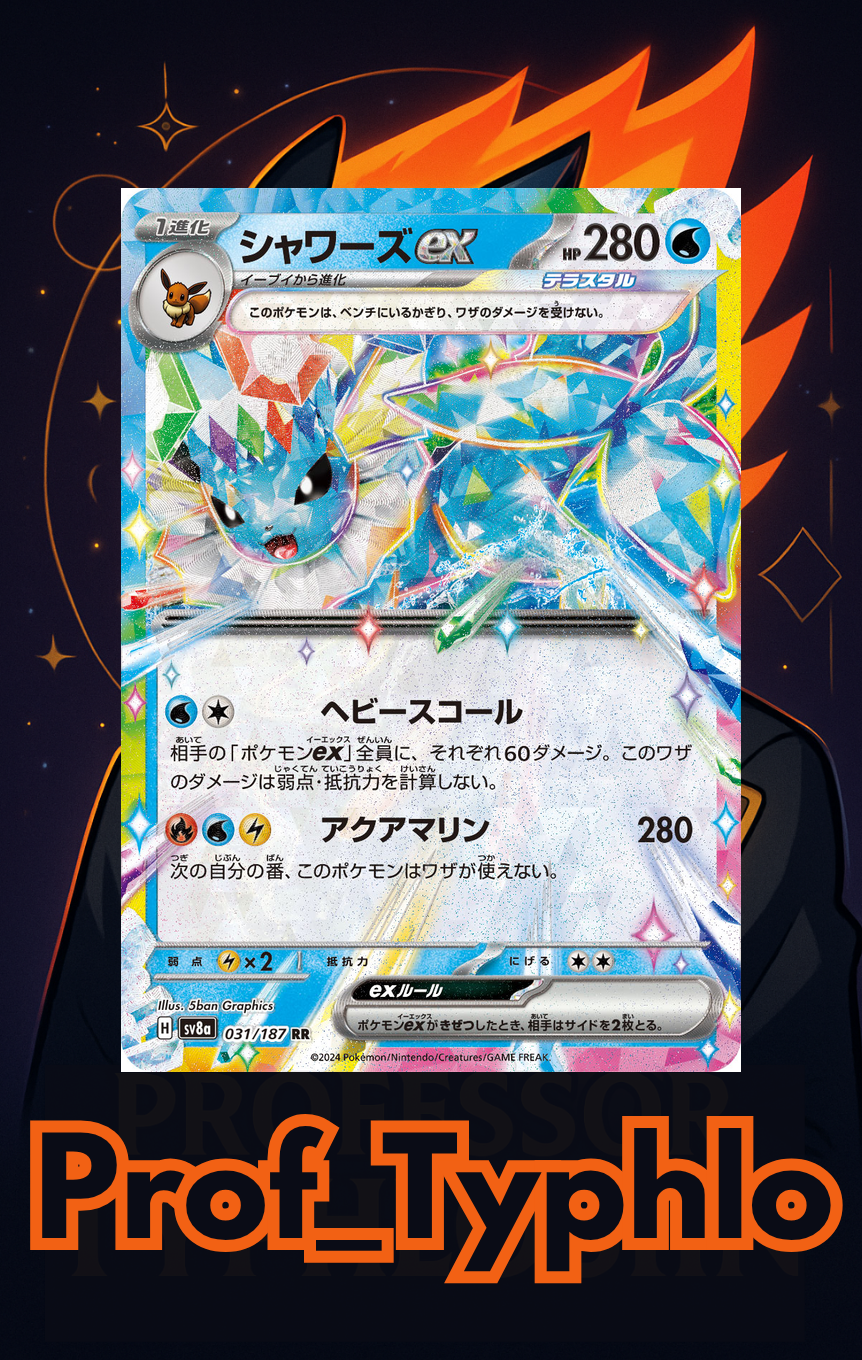 1進化
シャワーズex
HP280
イーブイから進化
テラスタル
このポケモンは、ベンチにいるかぎり、ワザのダメージを受けない。
ヘビースコール
相手の「ポケモンex」全員に、それぞれ60ダメージ。このワザ
のダメージは弱点・抵抗力を計算しない。
アクアマリン 280
次の自分の番、このポケモンはワザが使えない。
弱点 ×2 抵抗力 にげる
Illus. 5ban Graphics
exルール
ポケモンexがきぜつしたとき、相手はサイドを2枚とる。
H sv8a 031/187 RR
©2024 Pokémon/Nintendo/Creatures/GAME FREAK.
PROFESSOR
Prof_Typhlo